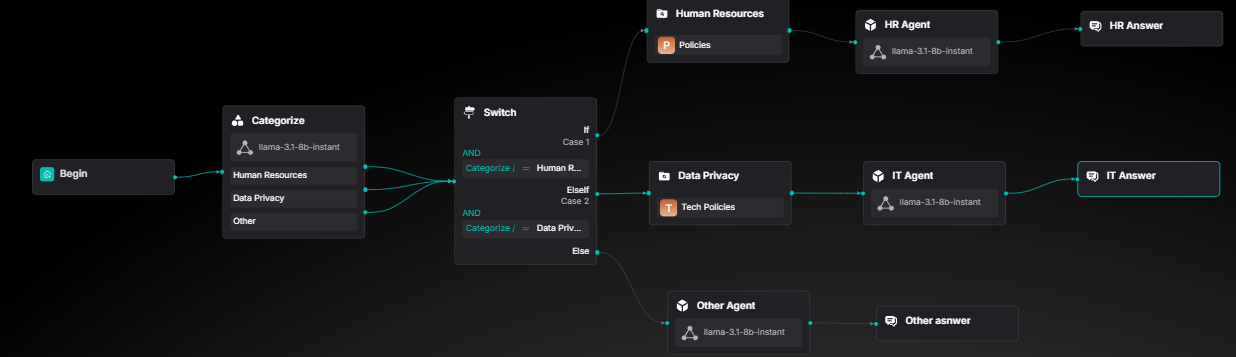 Begin
Categorize
llama-3.1-8b-instant
Human Resources
Data Privacy
Other
Switch
If
Case 1
AND
Categorize / = Human R...
ElseIf
Case 2
AND
Categorize / = Data Priv...
Else
Human Resources
P Policies
HR Agent
llama-3.1-8b-instant
HR Answer
Data Privacy
T Tech Policies
IT Agent
llama-3.1-8b-instant
IT Answer
Other Agent
llama-3.1-8b-instant
Other asnwer